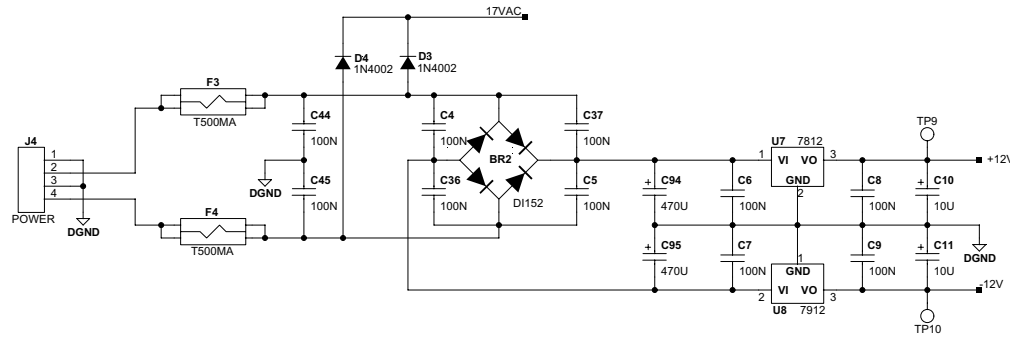 17VAC
D4
1N4002
D3
1N4002
F3
T500MA
J4
1
2
3
4
POWER
DGND
F4
T500MA
C44
100N
DGND
C45
100N
C4
100N
C36
100N
BR2
DI152
C37
100N
C5
100N
C94
+
470U
C95
+
470U
C6
100N
C7
100N
U7 7812
1 VI VO 3
GND
2
1
GND
2 VI VO 3
U8 7912
C8
100N
C9
100N
TP9
+12V
C10
+
10U
DGND
C11
+
10U
-12V
TP10